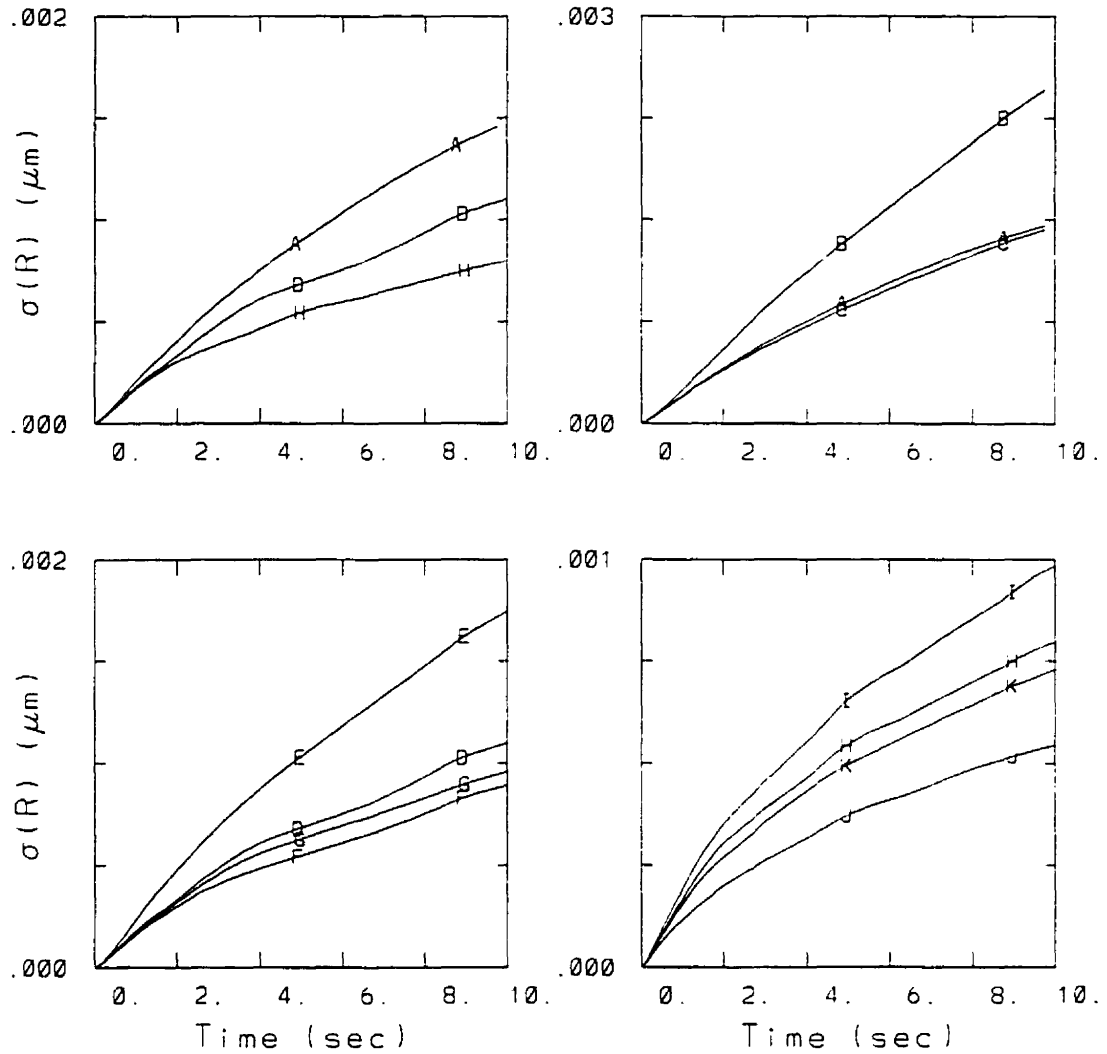 .002
.003
σ(R) (μm)
A
A
D
D
H
H
B
B
A
A
C
C
.000
.000
0. 2. 4. 6. 8. 10.
0. 2. 4. 6. 8. 10.
.002
.001
σ(R) (μm)
E
E
D
D
G
G
F
F
I
I
H
H
K
K
J
J
.000
.000
0. 2. 4. 6. 8. 10.
0. 2. 4. 6. 8. 10.
Time (sec)
Time (sec)